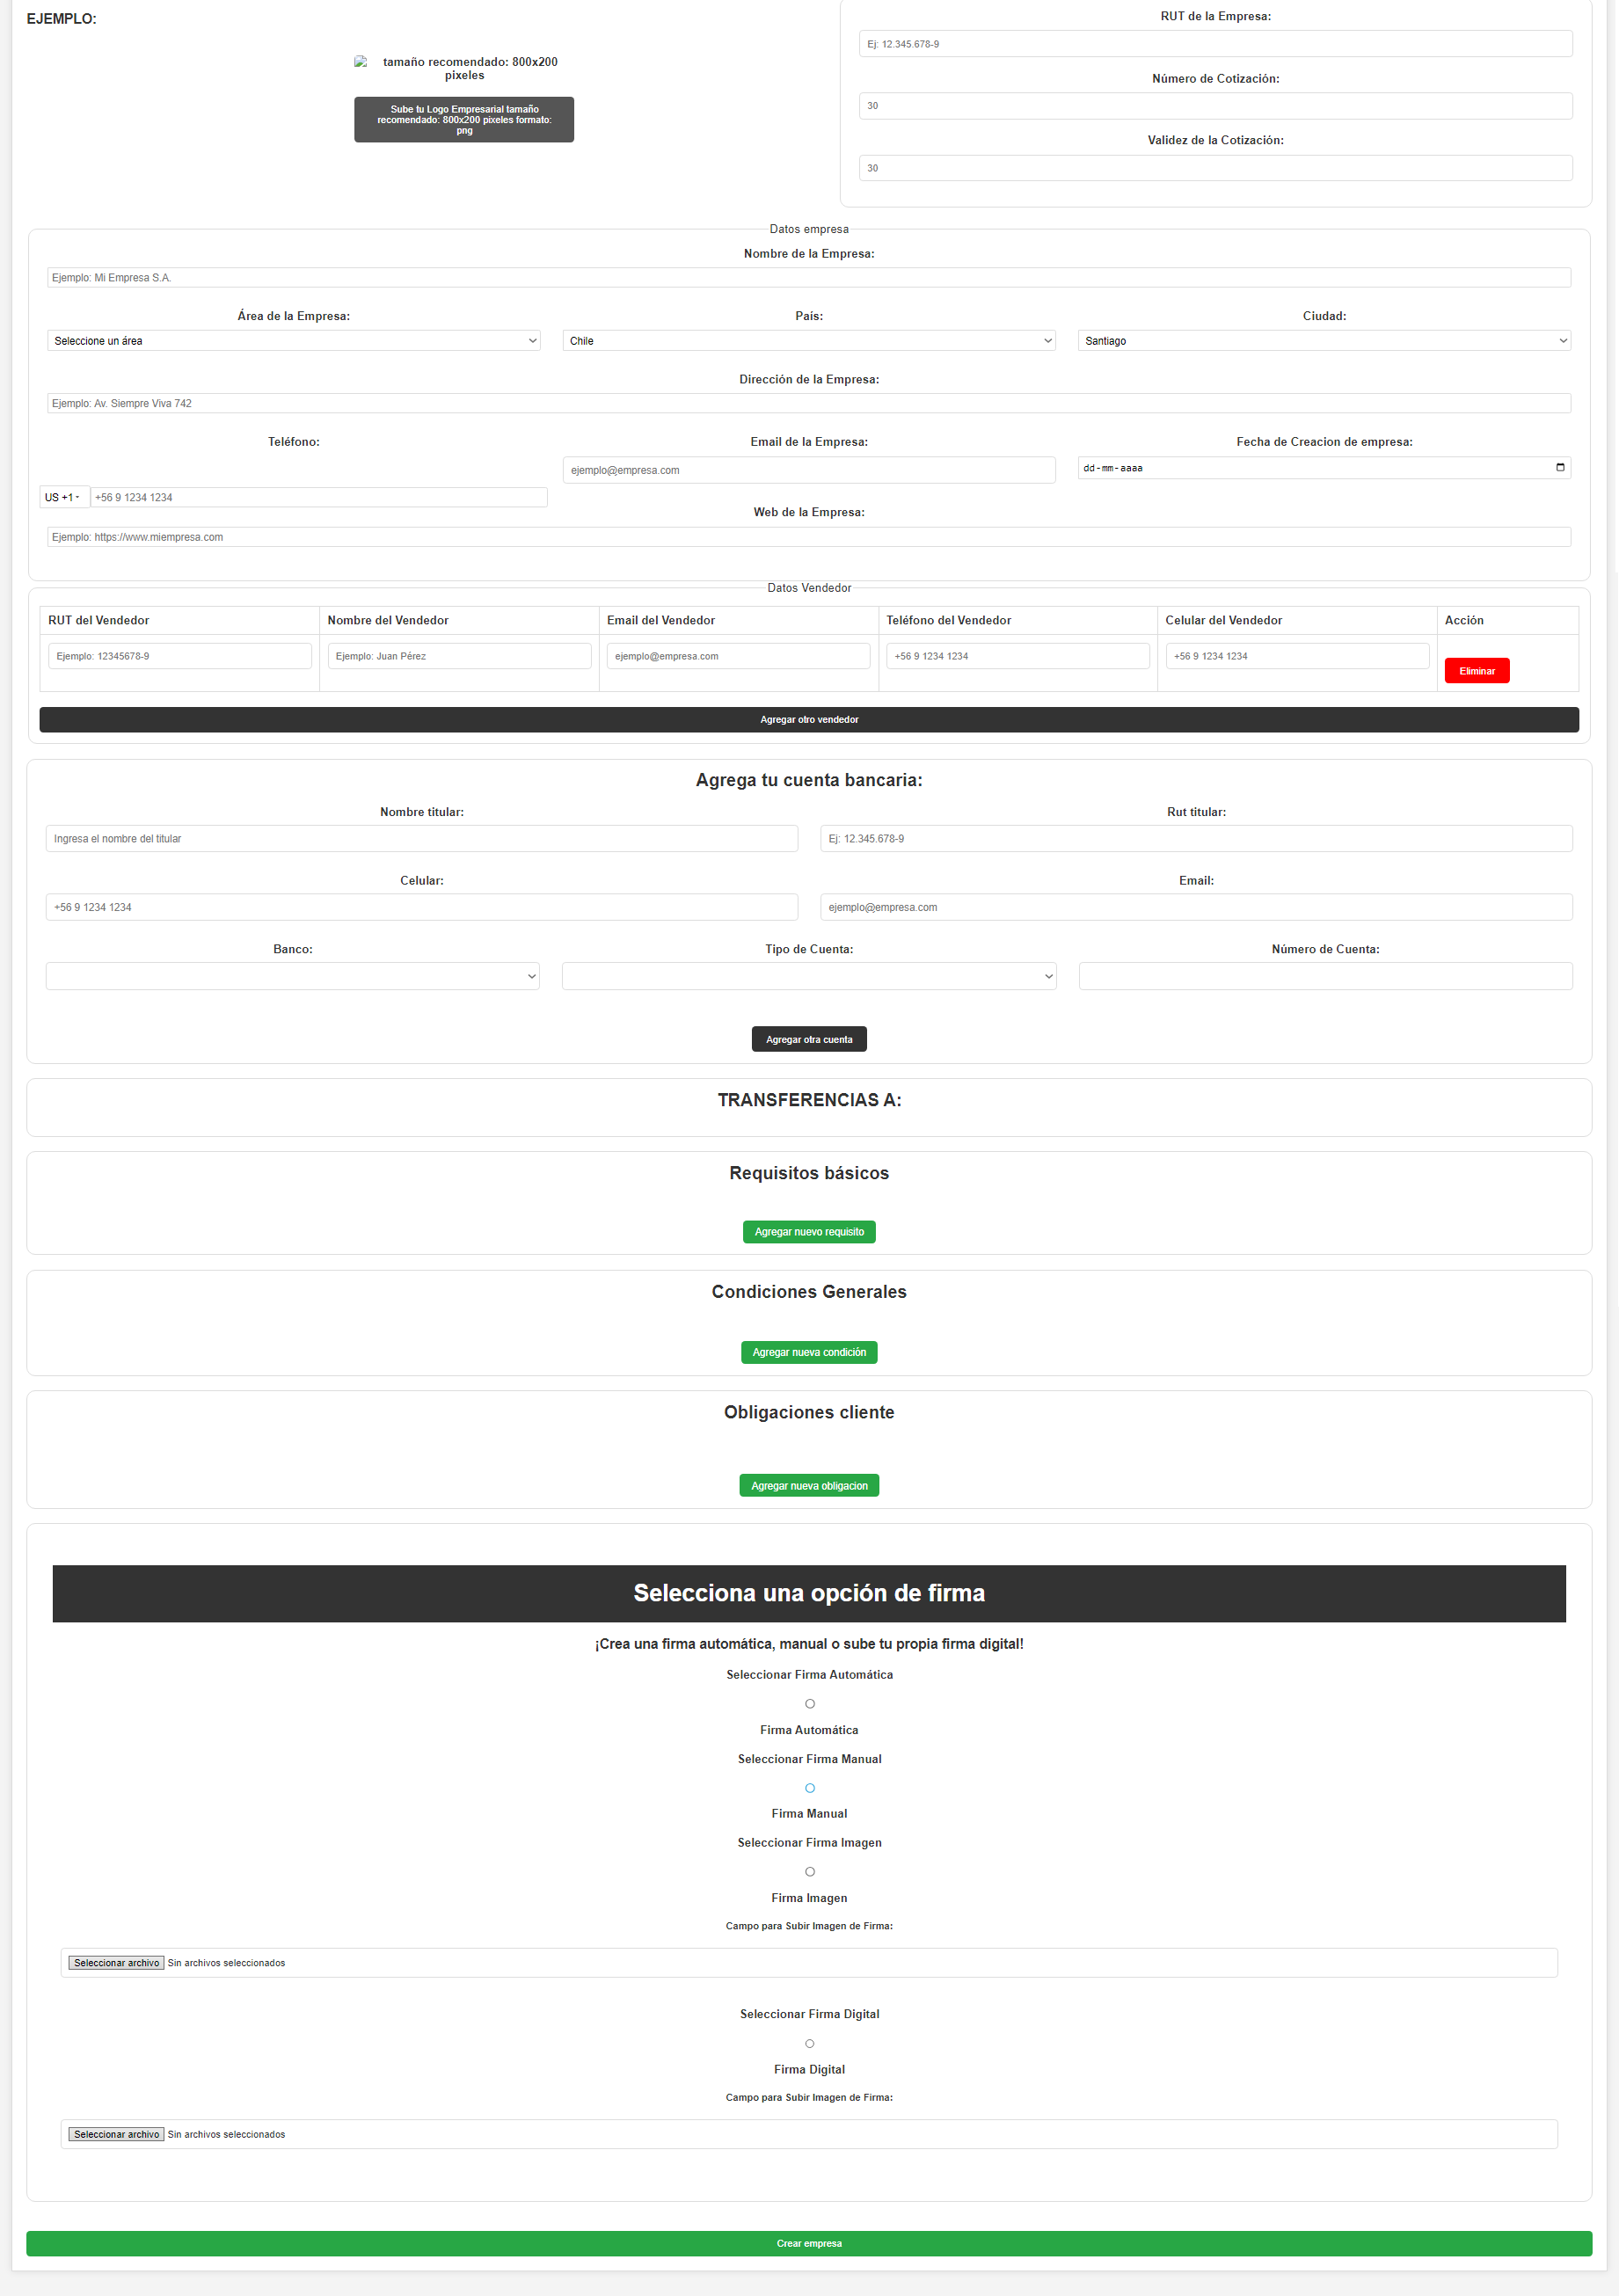 EJEMPLO:
tamaño recomendado: 800x200
pixeles
Sube tu Logo Empresarial tamaño
recomendado: 800x200 pixeles formato:
png
RUT de la Empresa:
Ej: 12.345.678-9
Número de Cotización:
30
Validez de la Cotización:
30
Datos empresa
Nombre de la Empresa:
Ejemplo: Mi Empresa S.A.
Área de la Empresa:
País:
Ciudad:
Seleccione un área
Chile
Santiago
Dirección de la Empresa:
Ejemplo: Av. Siempre Viva 742
Teléfono:
Email de la Empresa:
Fecha de Creacion de empresa:
ejemplo@empresa.com
dd-mm-aaaa
US +1
+56 9 1234 1234
Web de la Empresa:
Ejemplo: https://www.miempresa.com
Datos Vendedor
RUT del Vendedor
Nombre del Vendedor
Email del Vendedor
Teléfono del Vendedor
Celular del Vendedor
Acción
Ejemplo: 12345678-9
Ejemplo: Juan Pérez
ejemplo@empresa.com
+56 9 1234 1234
+56 9 1234 1234
Eliminar
Agregar otro vendedor
Agrega tu cuenta bancaria:
Nombre titular:
Rut titular:
Ingresa el nombre del titular
Ej: 12.345.678-9
Celular:
Email:
+56 9 1234 1234
ejemplo@empresa.com
Banco:
Tipo de Cuenta:
Número de Cuenta:
Agregar otra cuenta
TRANSFERENCIAS A:
Requisitos básicos
Agregar nuevo requisito
Condiciones Generales
Agregar nueva condición
Obligaciones cliente
Agregar nueva obligacion
Selecciona una opción de firma
¡Crea una firma automática, manual o sube tu propia firma digital!
Seleccionar Firma Automática
Firma Automática
Seleccionar Firma Manual
Firma Manual
Seleccionar Firma Imagen
Firma Imagen
Campo para Subir Imagen de Firma:
Seleccionar archivo Sin archivos seleccionados
Seleccionar Firma Digital
Firma Digital
Campo para Subir Imagen de Firma:
Seleccionar archivo Sin archivos seleccionados
Crear empresa